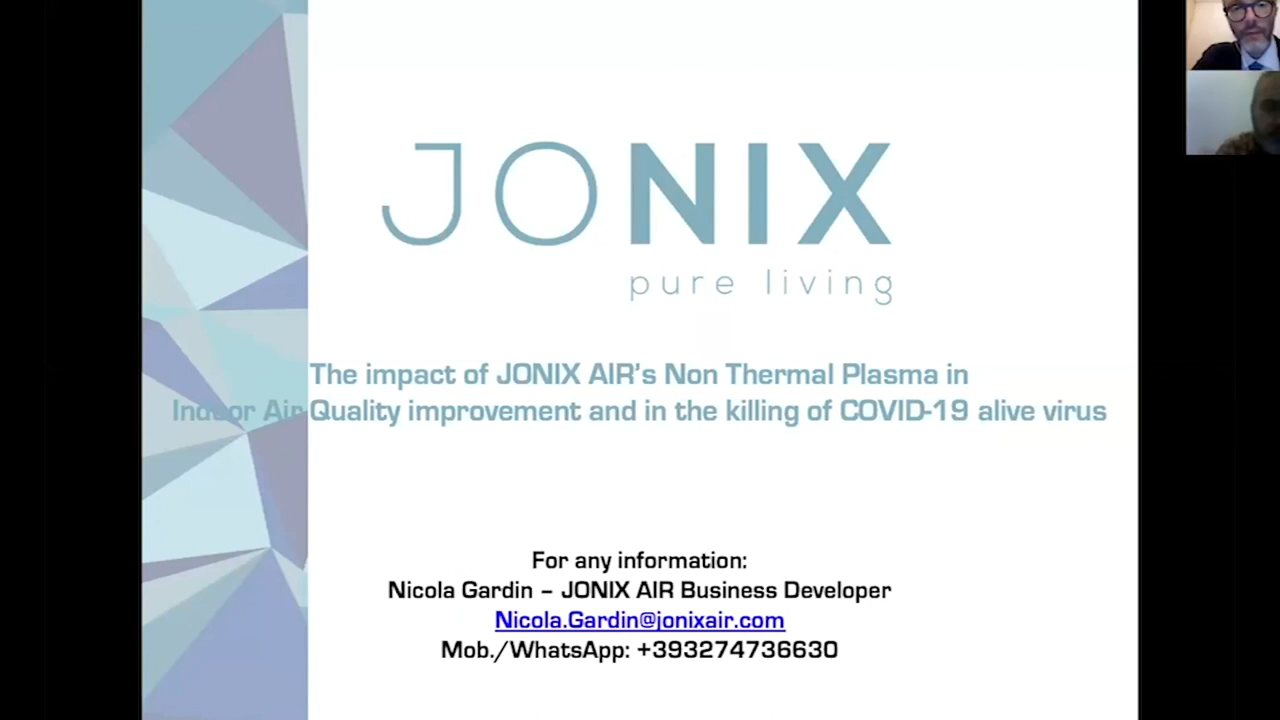 JONIX
pure living
The impact of JONIX AIR's Non Thermal Plasma in
Indoor Air Quality improvement and in the killing of COVID-19 alive virus
For any information:
Nicola Gardin – JONIX AIR Business Developer
Nicola.Gardin@jonixair.com
Mob./WhatsApp: +393274736630